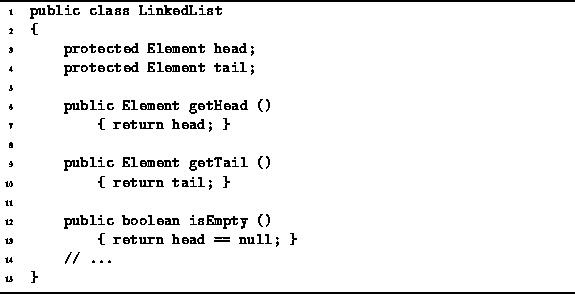 1 public class LinkedList
2 {
3     protected Element head;
4     protected Element tail;
5
6     public Element getHead ()
7         { return head; }
8
9     public Element getTail ()
10         { return tail; }
11
12     public boolean isEmpty ()
13         { return head == null; }
14     // ...
15 }